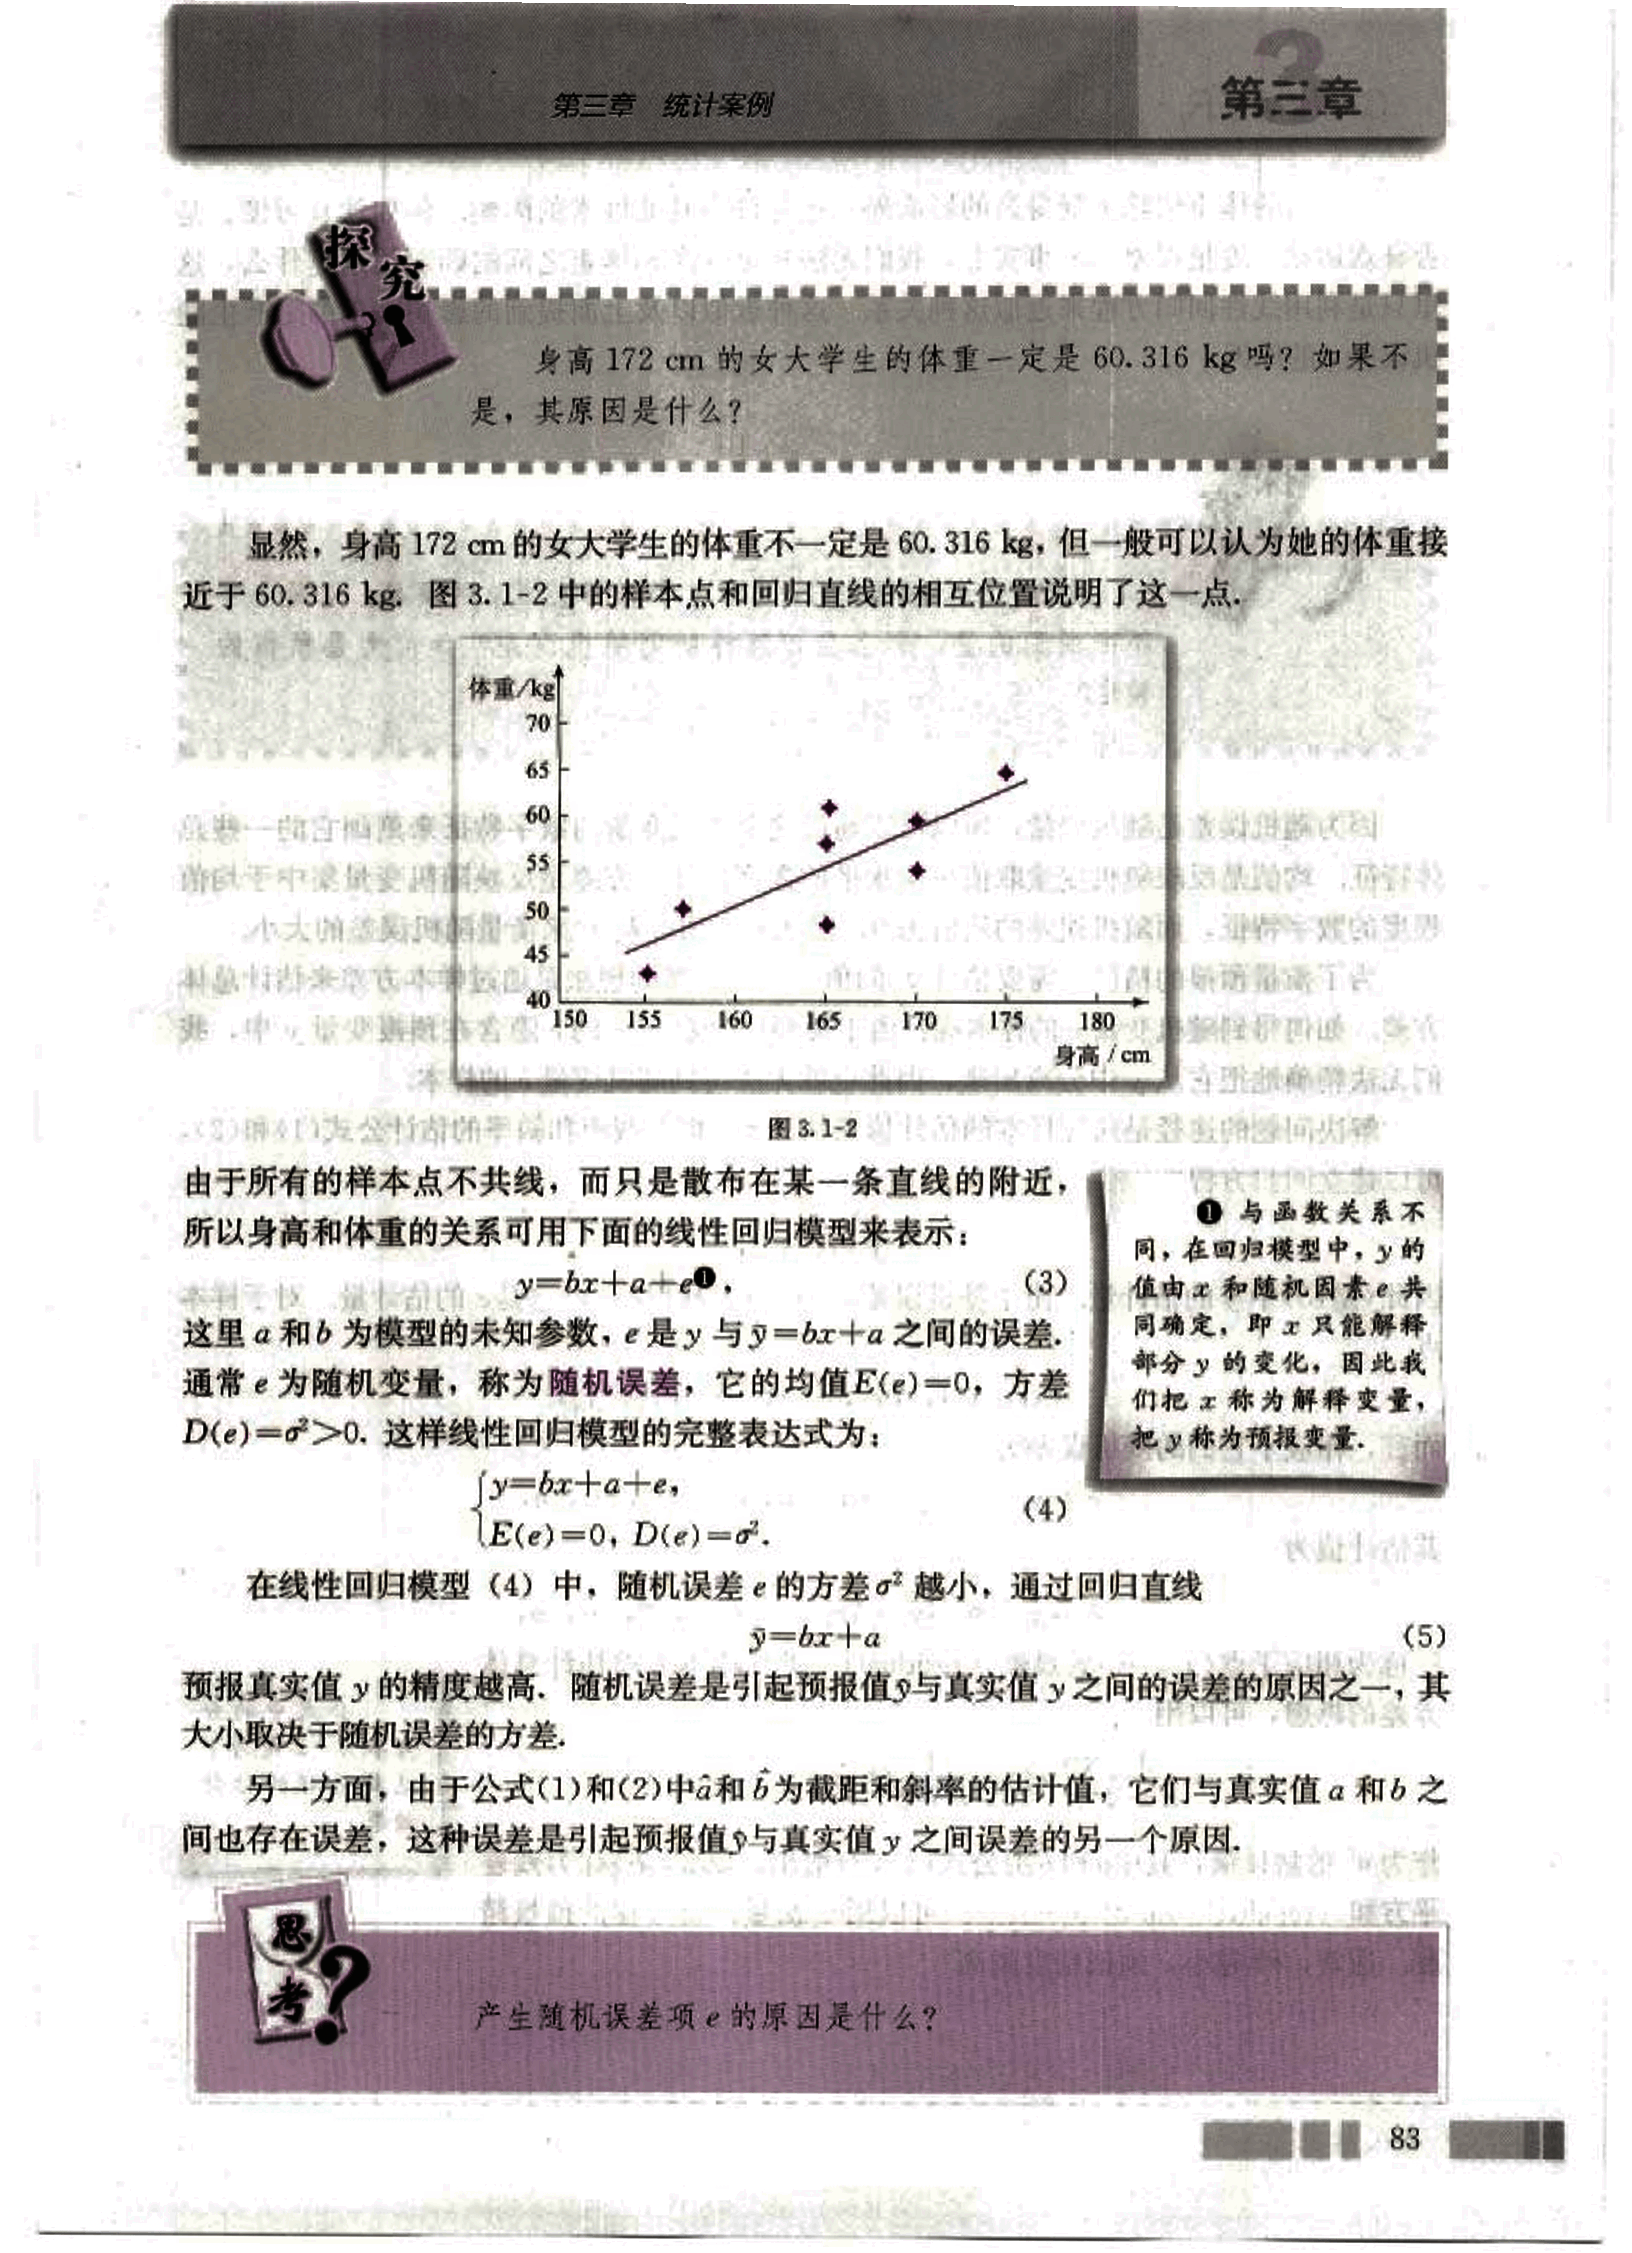 第三章 统计案例
第三章
探究
身高 172 cm 的女大学生的体重一定是 60.316 kg 吗？如果不
是，其原因是什么？
显然，身高 172 cm 的女大学生的体重不一定是 60.316 kg，但一般可以认为她的体重接
近于 60.316 kg. 图 3.1-2 中的样本点和回归直线的相互位置说明了这一点.
体重/kg
70
65
60
55
50
45
40
150 155 160 165 170 175 180
身高/cm
图 3.1-2
由于所有的样本点不共线，而只是散布在某一条直线的附近，
所以身高和体重的关系可用下面的线性回归模型来表示：
y=bx+a+e❶， (3)
这里 a 和 b 为模型的未知参数，e 是 y 与 ȳ=bx+a 之间的误差.
通常 e 为随机变量，称为随机误差，它的均值E(e)=0，方差
D(e)=σ²>0. 这样线性回归模型的完整表达式为：
y=bx+a+e，
E(e)=0，D(e)=σ². (4)
❶ 与函数关系不
同，在回归模型中，y 的
值由 x 和随机因素 e 共
同确定，即 x 只能解释
部分 y 的变化，因此我
们把 x 称为解释变量，
把 y 称为预报变量.
在线性回归模型（4）中，随机误差 e 的方差 σ² 越小，通过回归直线
ȳ=bx+a (5)
预报真实值 y 的精度越高. 随机误差是引起预报值ŷ与真实值 y 之间的误差的原因之一，其
大小取决于随机误差的方差.
另一方面，由于公式(1)和(2)中â和b̂为截距和斜率的估计值，它们与真实值 a 和 b 之
间也存在误差，这种误差是引起预报值ŷ与真实值 y 之间误差的另一个原因.
思考？
产生随机误差项 e 的原因是什么？
83